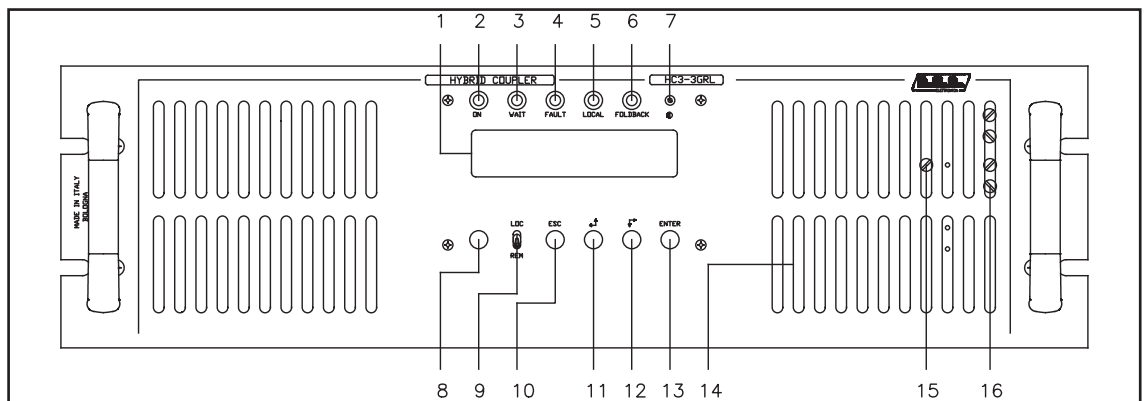 1 2 3 4 5 6 7
HYBRID COUPLER HC3-3GRL
ON WAIT FAULT LOCAL FOLDBACK
MADE IN ITALY
BOLOGNA
LOC ESC ENTER
REM
8 9 10 11 12 13 14 15 16